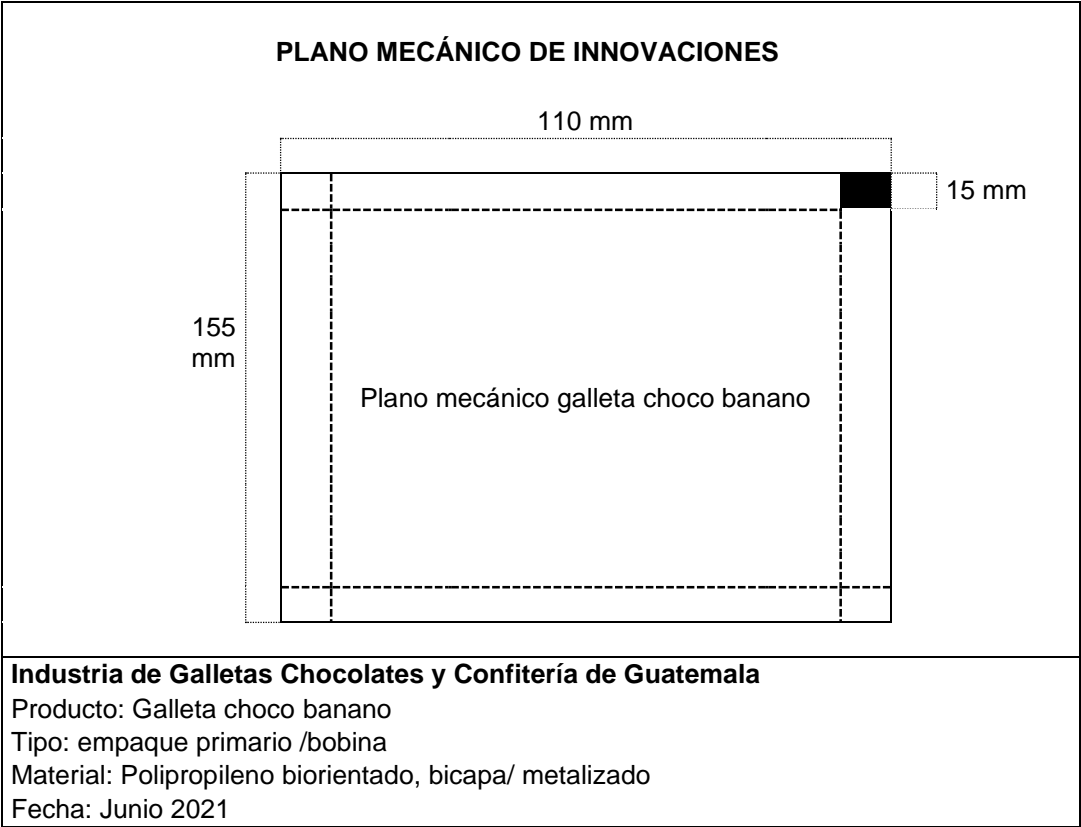 PLANO MECÁNICO DE INNOVACIONES
110 mm
15 mm
155
mm
Plano mecánico galleta choco banano
Industria de Galletas Chocolates y Confitería de Guatemala
Producto: Galleta choco banano
Tipo: empaque primario /bobina
Material: Polipropileno biorientado, bicapa/ metalizado
Fecha: Junio 2021